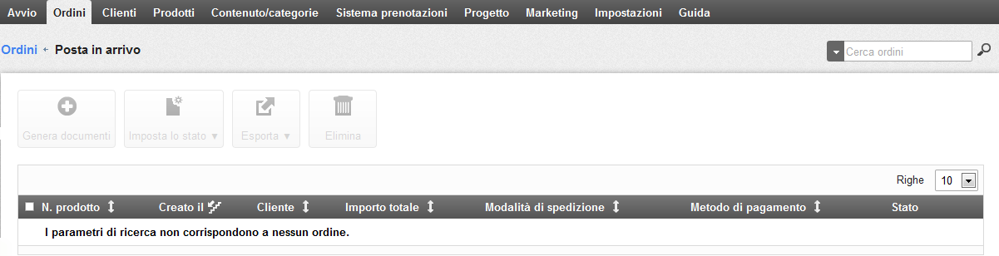 Avvio Ordini Clienti Prodotti Contenuto/categorie Sistema prenotazioni Progetto Marketing Impostazioni Guida
Ordini ← Posta in arrivo
Cerca ordini
Genera documenti Imposta lo stato ▼ Esporta ▼ Elimina
Righe 10
N. prodotto Creato il Cliente Importo totale Modalità di spedizione Metodo di pagamento Stato
I parametri di ricerca non corrispondono a nessun ordine.